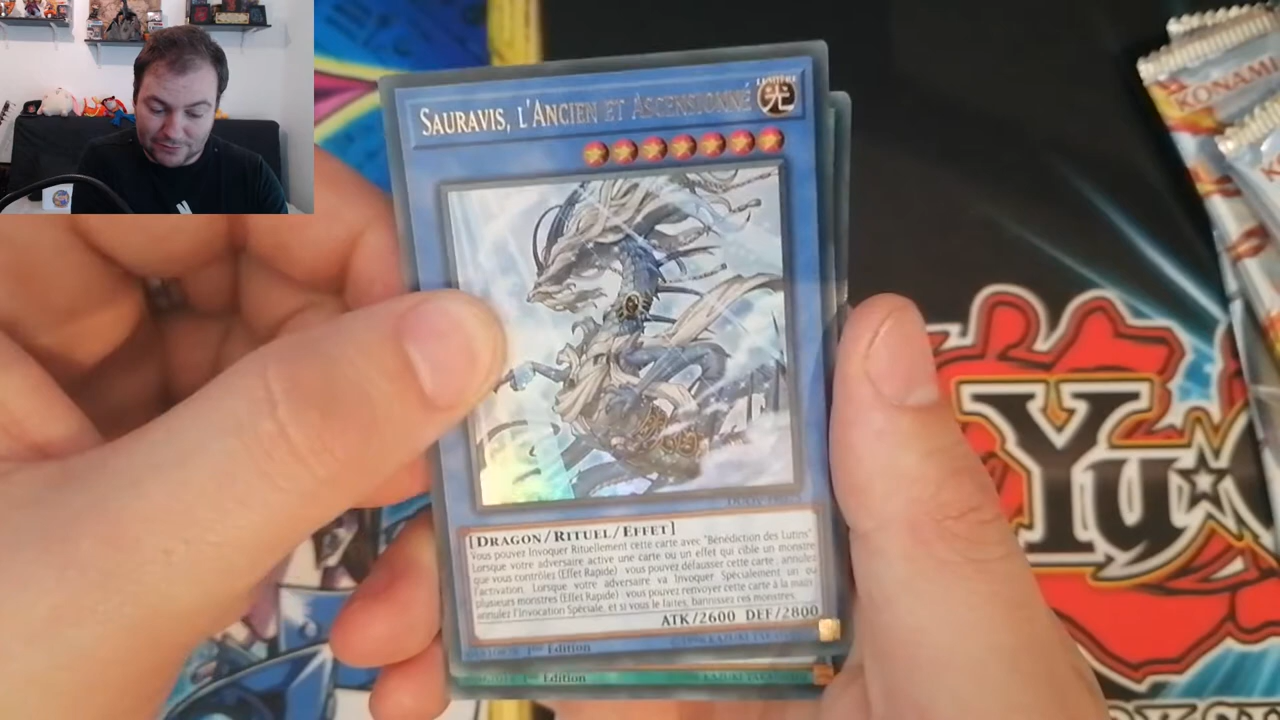 KONAMI
LUMIÈRE
SAURAVIS, L'ANCIEN ET ASCENSIONNÉ
光
[DRAGON/RITUEL/EFFET]
Vous pouvez Invoquer Rituellement cette carte avec "Bénédiction des Lutins"
Lorsque votre adversaire active une carte ou un effet qui cible un monstre
que vous contrôlez (Effet Rapide) : vous pouvez défausser cette carte ; annulez
l'activation. Lorsque votre adversaire va Invoquer Spécialement un ou
plusieurs monstres (Effet Rapide) : vous pouvez renvoyer cette carte à la main ;
annulez l'Invocation Spéciale, et si vous le faites, bannissez ces monstres.
ATK/2600 DEF/2800
1ère Edition
Edition
Yu